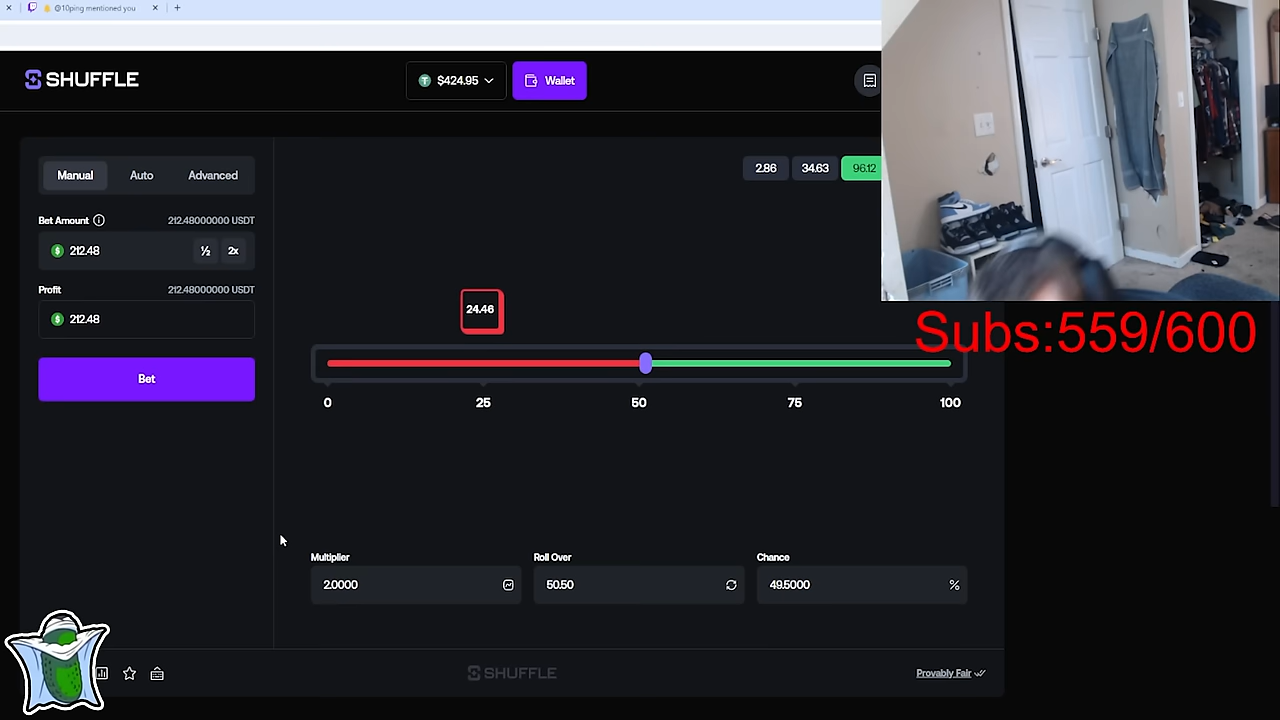 @10ping mentioned you
SHUFFLE
$424.95
Wallet
Manual
Auto
Advanced
2.86
34.63
96.12
Bet Amount
212.48000000 USDT
212.48
½
2x
Profit
212.48000000 USDT
212.48
Bet
24.46
0
25
50
75
100
Subs:559/600
Multiplier
Roll Over
Chance
2.0000
50.50
49.5000
%
SHUFFLE
Provably Fair